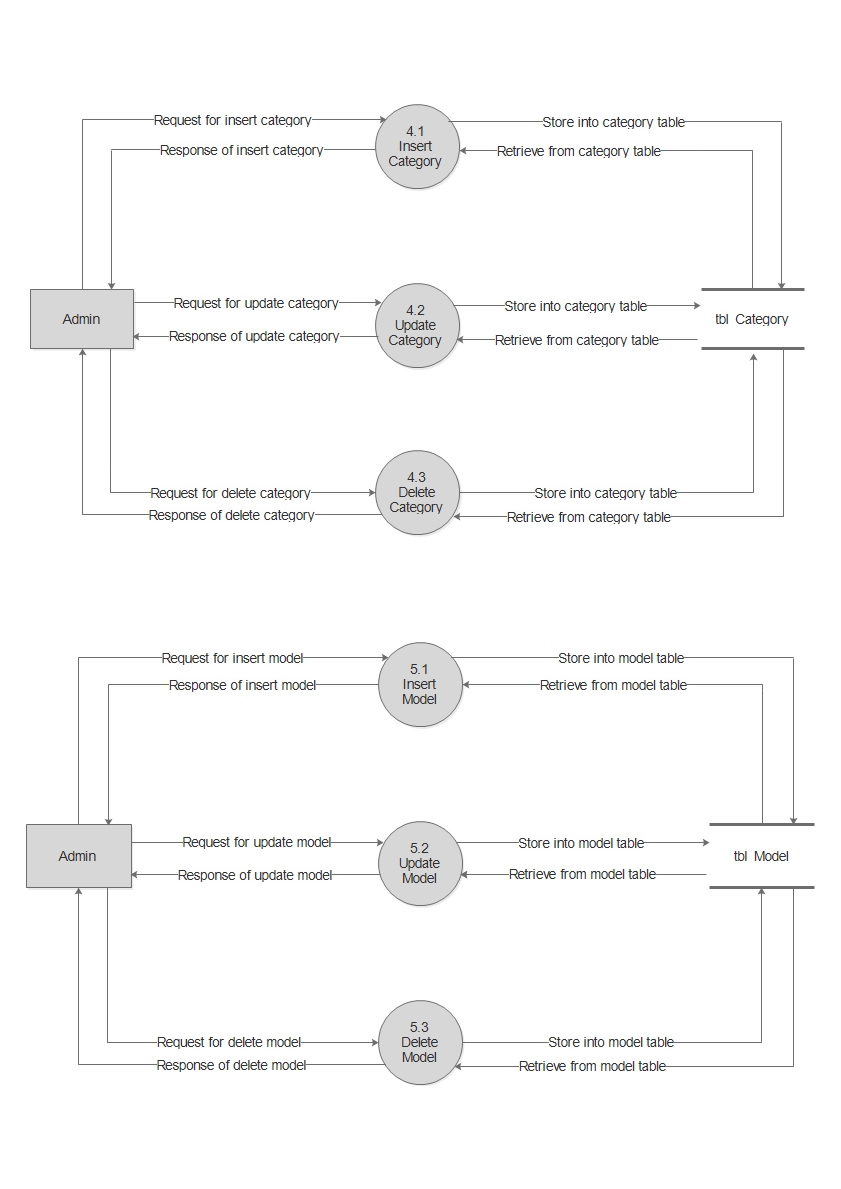 Request for insert category
4.1
Insert
Category
Store into category table
Response of insert category
Retrieve from category table
Admin
Request for update category
4.2
Update
Category
Store into category table
tbl Category
Response of update category
Retrieve from category table
Request for delete category
4.3
Delete
Category
Store into category table
Response of delete category
Retrieve from category table
Request for insert model
5.1
Insert
Model
Store into model table
Response of insert model
Retrieve from model table
Admin
Request for update model
5.2
Update
Model
Store into model table
tbl Model
Response of update model
Retrieve from model table
Request for delete model
5.3
Delete
Model
Store into model table
Response of delete model
Retrieve from model table